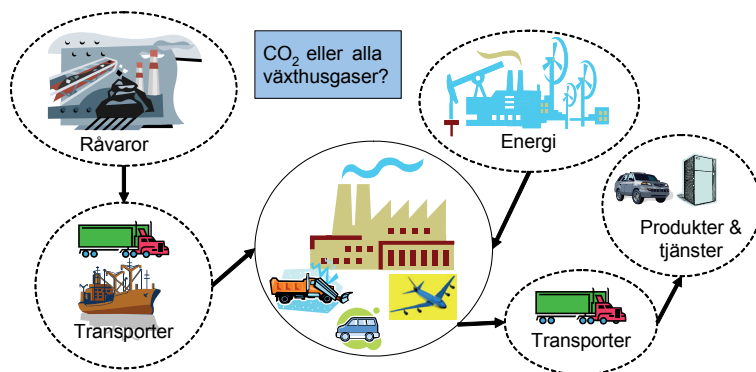 CO₂ eller alla
växthusgaser?
Råvaror
Energi
Produkter &
tjänster
Transporter
Transporter